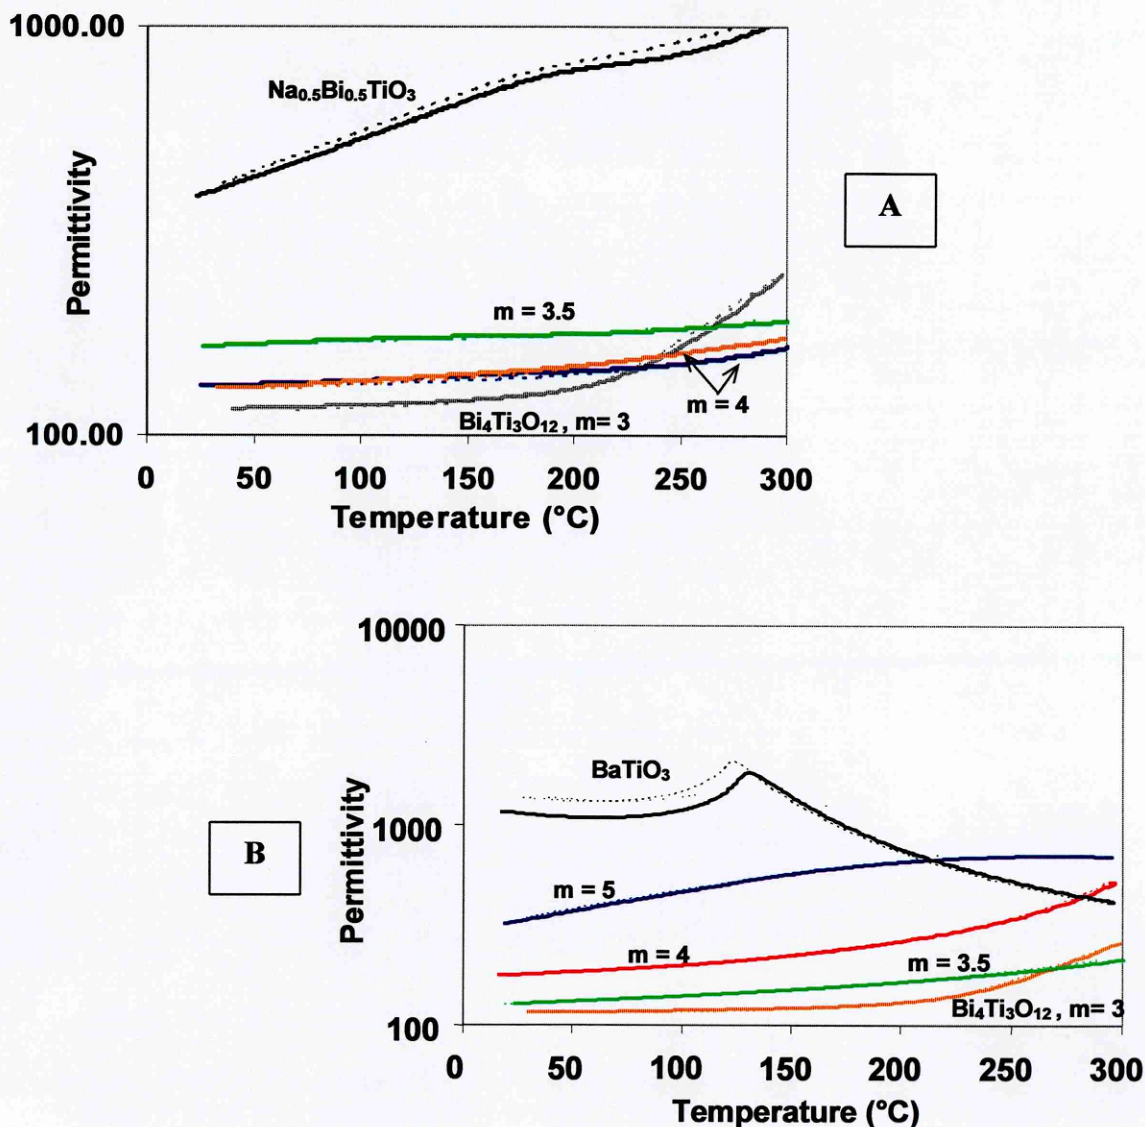 1000.00
Na0.5Bi0.5TiO3
Permittivity
A
m = 3.5
m = 4
Bi4Ti3O12 , m= 3
100.00
0 50 100 150 200 250 300
Temperature (°C)
10000
BaTiO3
Permittivity
1000
B
m = 5
m = 4
m = 3.5
Bi4Ti3O12 , m= 3
100
0 50 100 150 200 250 300
Temperature (°C)